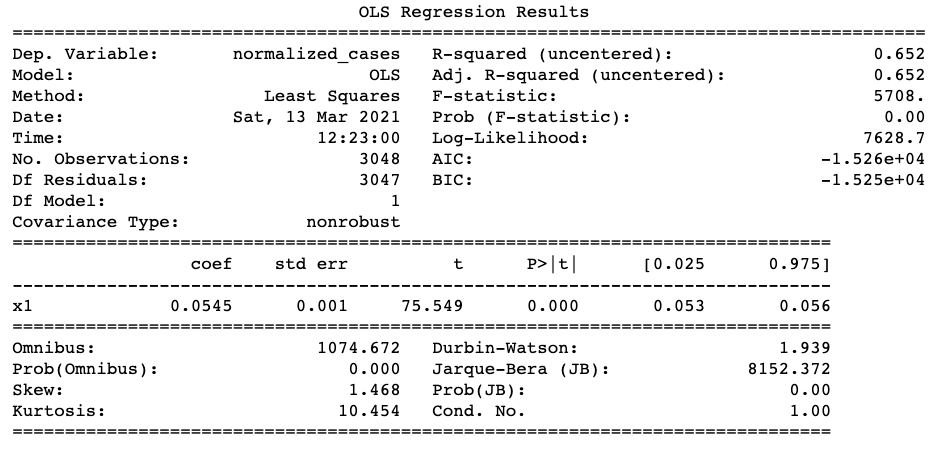 OLS Regression Results
==============================================================================
Dep. Variable: normalized_cases R-squared (uncentered): 0.652
Model: OLS Adj. R-squared (uncentered): 0.652
Method: Least Squares F-statistic: 5708.
Date: Sat, 13 Mar 2021 Prob (F-statistic): 0.00
Time: 12:23:00 Log-Likelihood: 7628.7
No. Observations: 3048 AIC: -1.526e+04
Df Residuals: 3047 BIC: -1.525e+04
Df Model: 1
Covariance Type: nonrobust
==============================================================================
coef std err t P>|t| [0.025 0.975]
------------------------------------------------------------------------------
x1 0.0545 0.001 75.549 0.000 0.053 0.056
==============================================================================
Omnibus: 1074.672 Durbin-Watson: 1.939
Prob(Omnibus): 0.000 Jarque-Bera (JB): 8152.372
Skew: 1.468 Prob(JB): 0.00
Kurtosis: 10.454 Cond. No. 1.00
==============================================================================